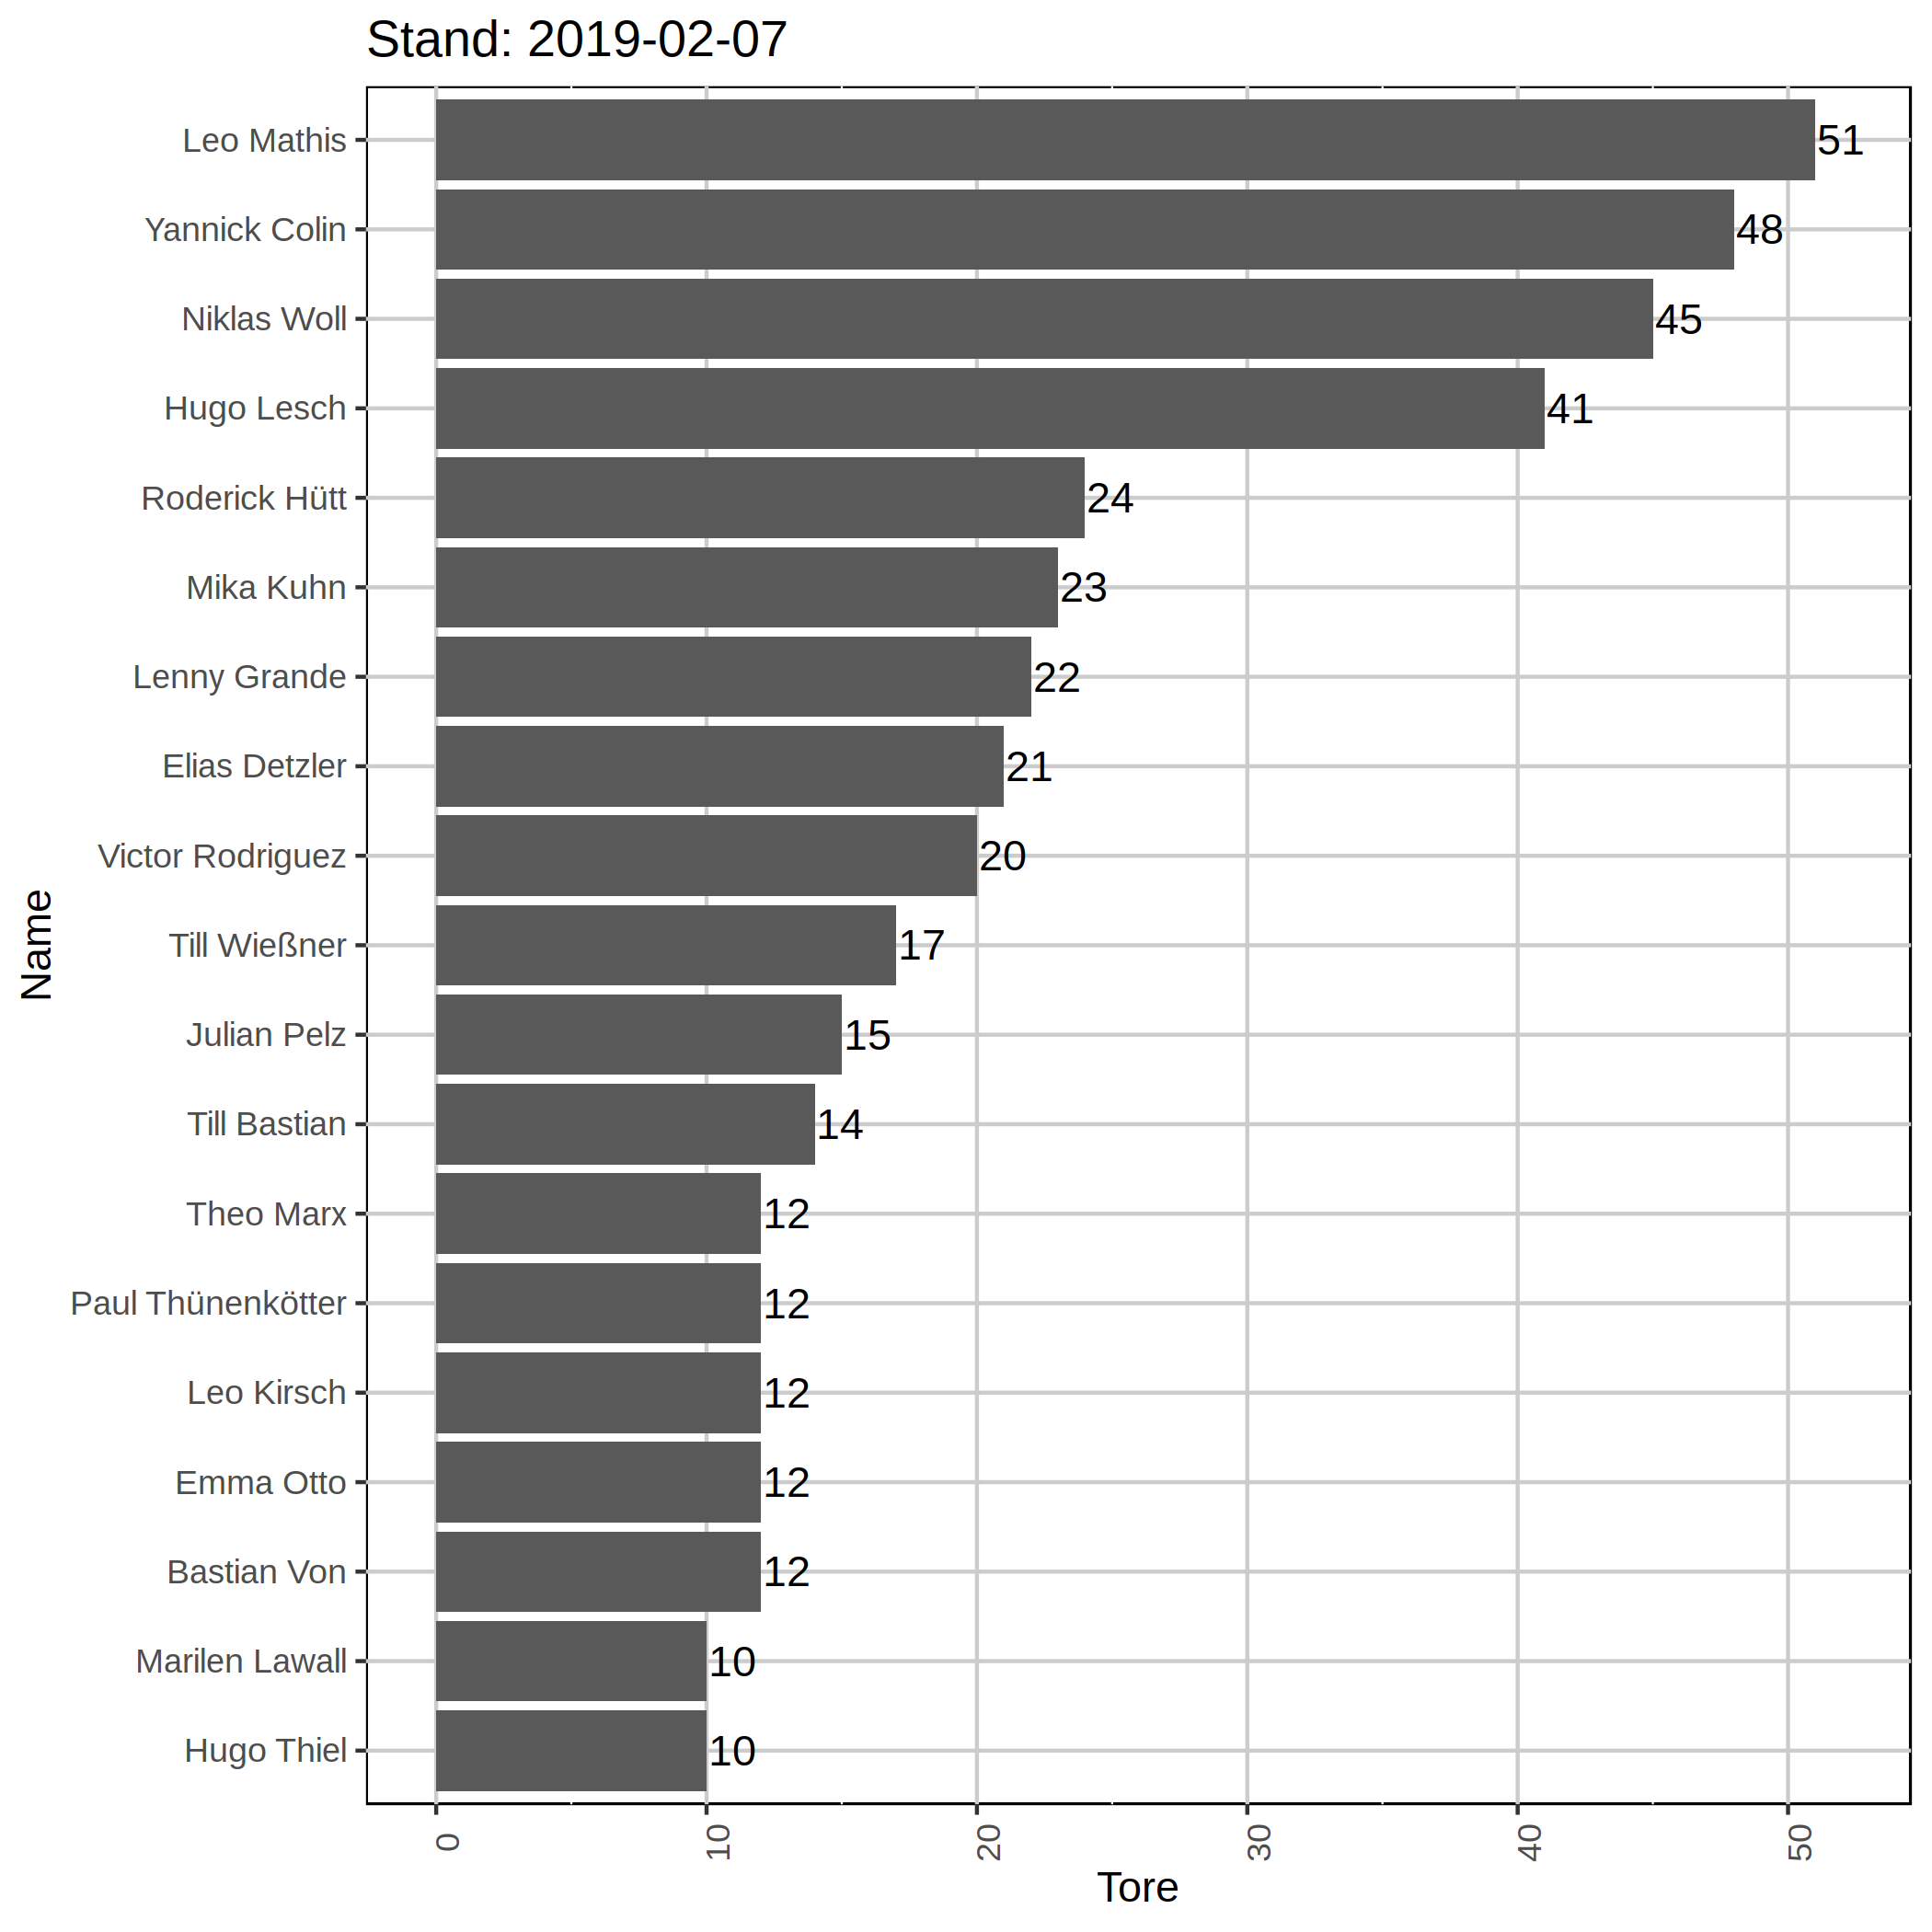 Stand: 2019-02-07
Leo Mathis 51
Yannick Colin 48
Niklas Woll 45
Hugo Lesch 41
Roderick Hütt 24
Mika Kuhn 23
Lenny Grande 22
Elias Detzler 21
Victor Rodriguez 20
Till Wießner 17
Julian Pelz 15
Till Bastian 14
Theo Marx 12
Paul Thünenkötter 12
Leo Kirsch 12
Emma Otto 12
Bastian Von 12
Marilen Lawall 10
Hugo Thiel 10
Name
0 10 20 30 40 50
Tore